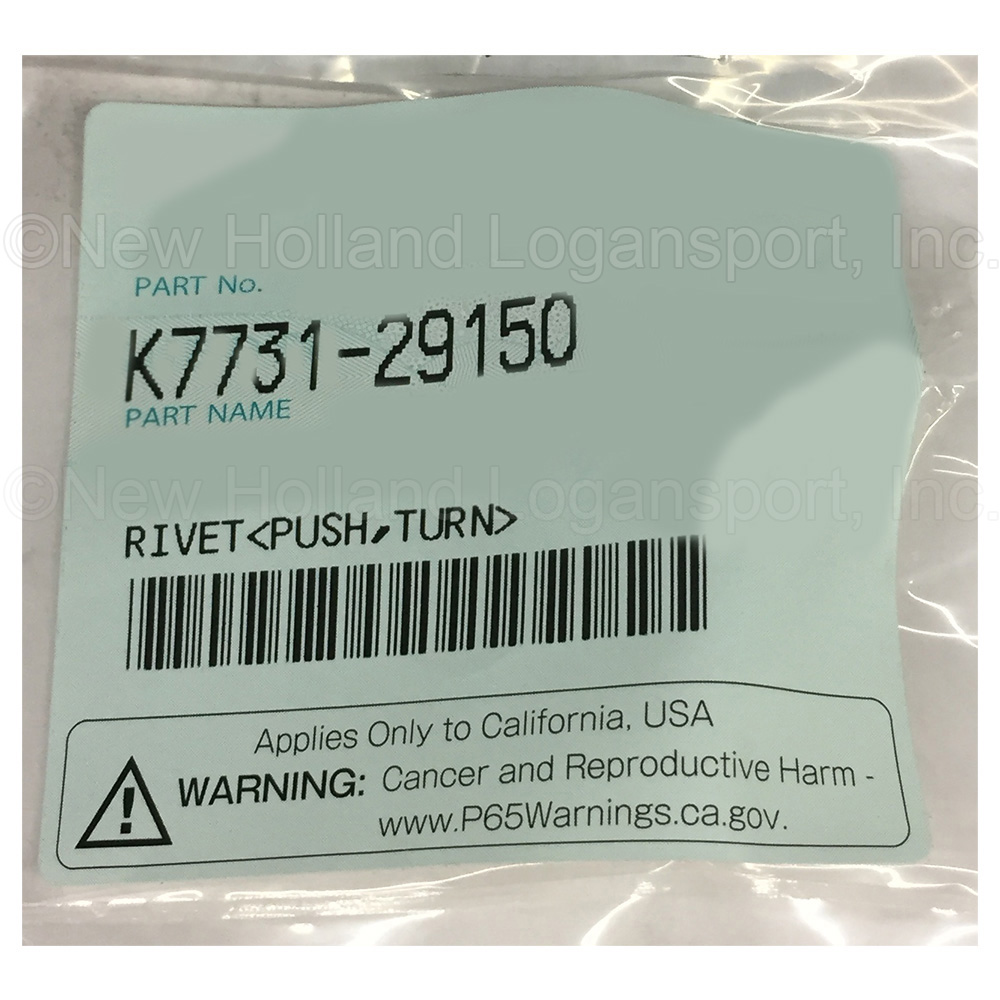 ©New Holland Logansport, Inc.
PART No.
K7731-29150
PART NAME
©New Holland Logansport, Inc.
RIVET<PUSH,TURN>
Applies Only to California, USA
WARNING: Cancer and Reproductive Harm -
www.P65Warnings.ca.gov.